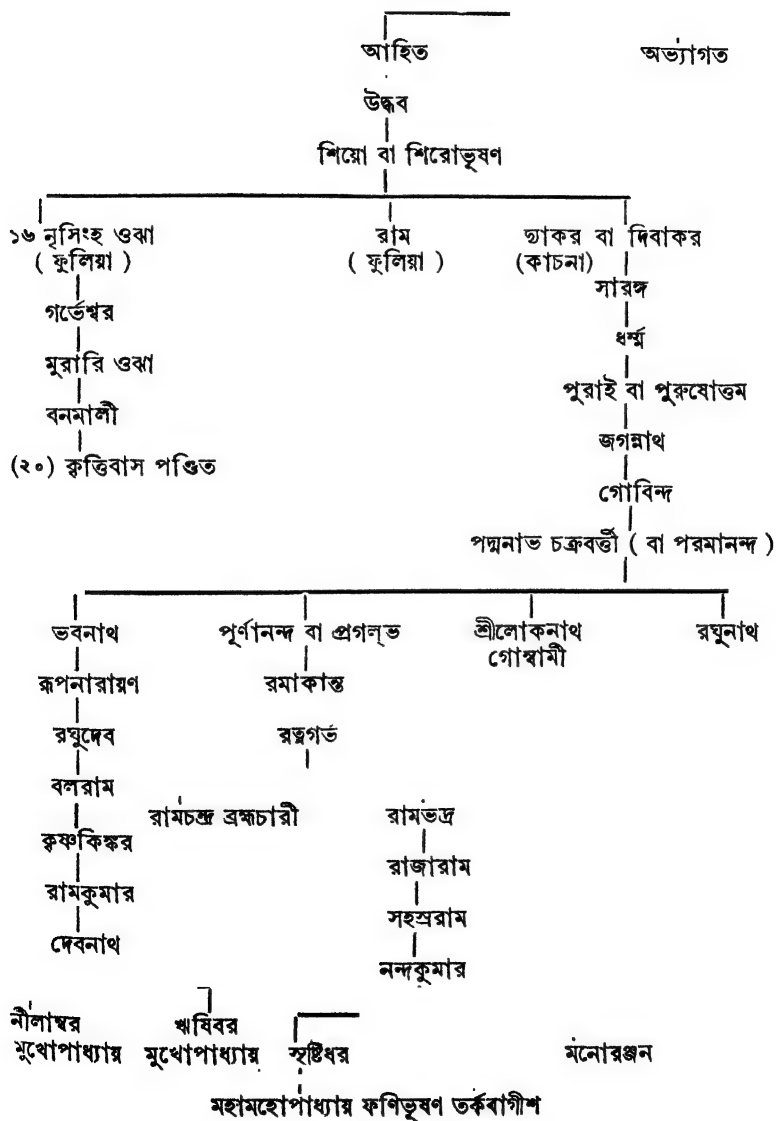 আহিত অভ্যাগত
উদ্ধব
শিয়ো বা শিরোভূষণ
১৬ নৃসিংহ ওঝা রাম ছ্যাকর বা দিবাকর
( ফুলিয়া ) ( ফুলিয়া ) (কাচনা)
সারঙ্গ
গর্ভেশ্বর
ধর্ম্ম
মুরারি ওঝা
পুরাই বা পুরুষোত্তম
বনমালী
জগন্নাথ
(২০) কৃত্তিবাস পণ্ডিত
গোবিন্দ
পদ্মনাভ চক্রবর্ত্তী ( বা পরমানন্দ )
ভবনাথ পূর্ণানন্দ বা প্রগল্‌ভ শ্রীলোকনাথ রঘুনাথ
গোস্বামী
রূপনারায়ণ রমাকান্ত
রঘুদেব রত্নগর্ভ
বলরাম
রামচন্দ্র ব্রহ্মচারী রামভদ্র
কৃষ্ণকিঙ্কর
রাজারাম
রামকুমার
সহস্ররাম
দেবনাথ
নন্দকুমার
নীলাম্বর ঋষিবর
মুখোপাধ্যায় মুখোপাধ্যায় সৃষ্টিধর মনোরঞ্জন
মহামহোপাধ্যায় ফণিভূষণ তর্কবাগীশ